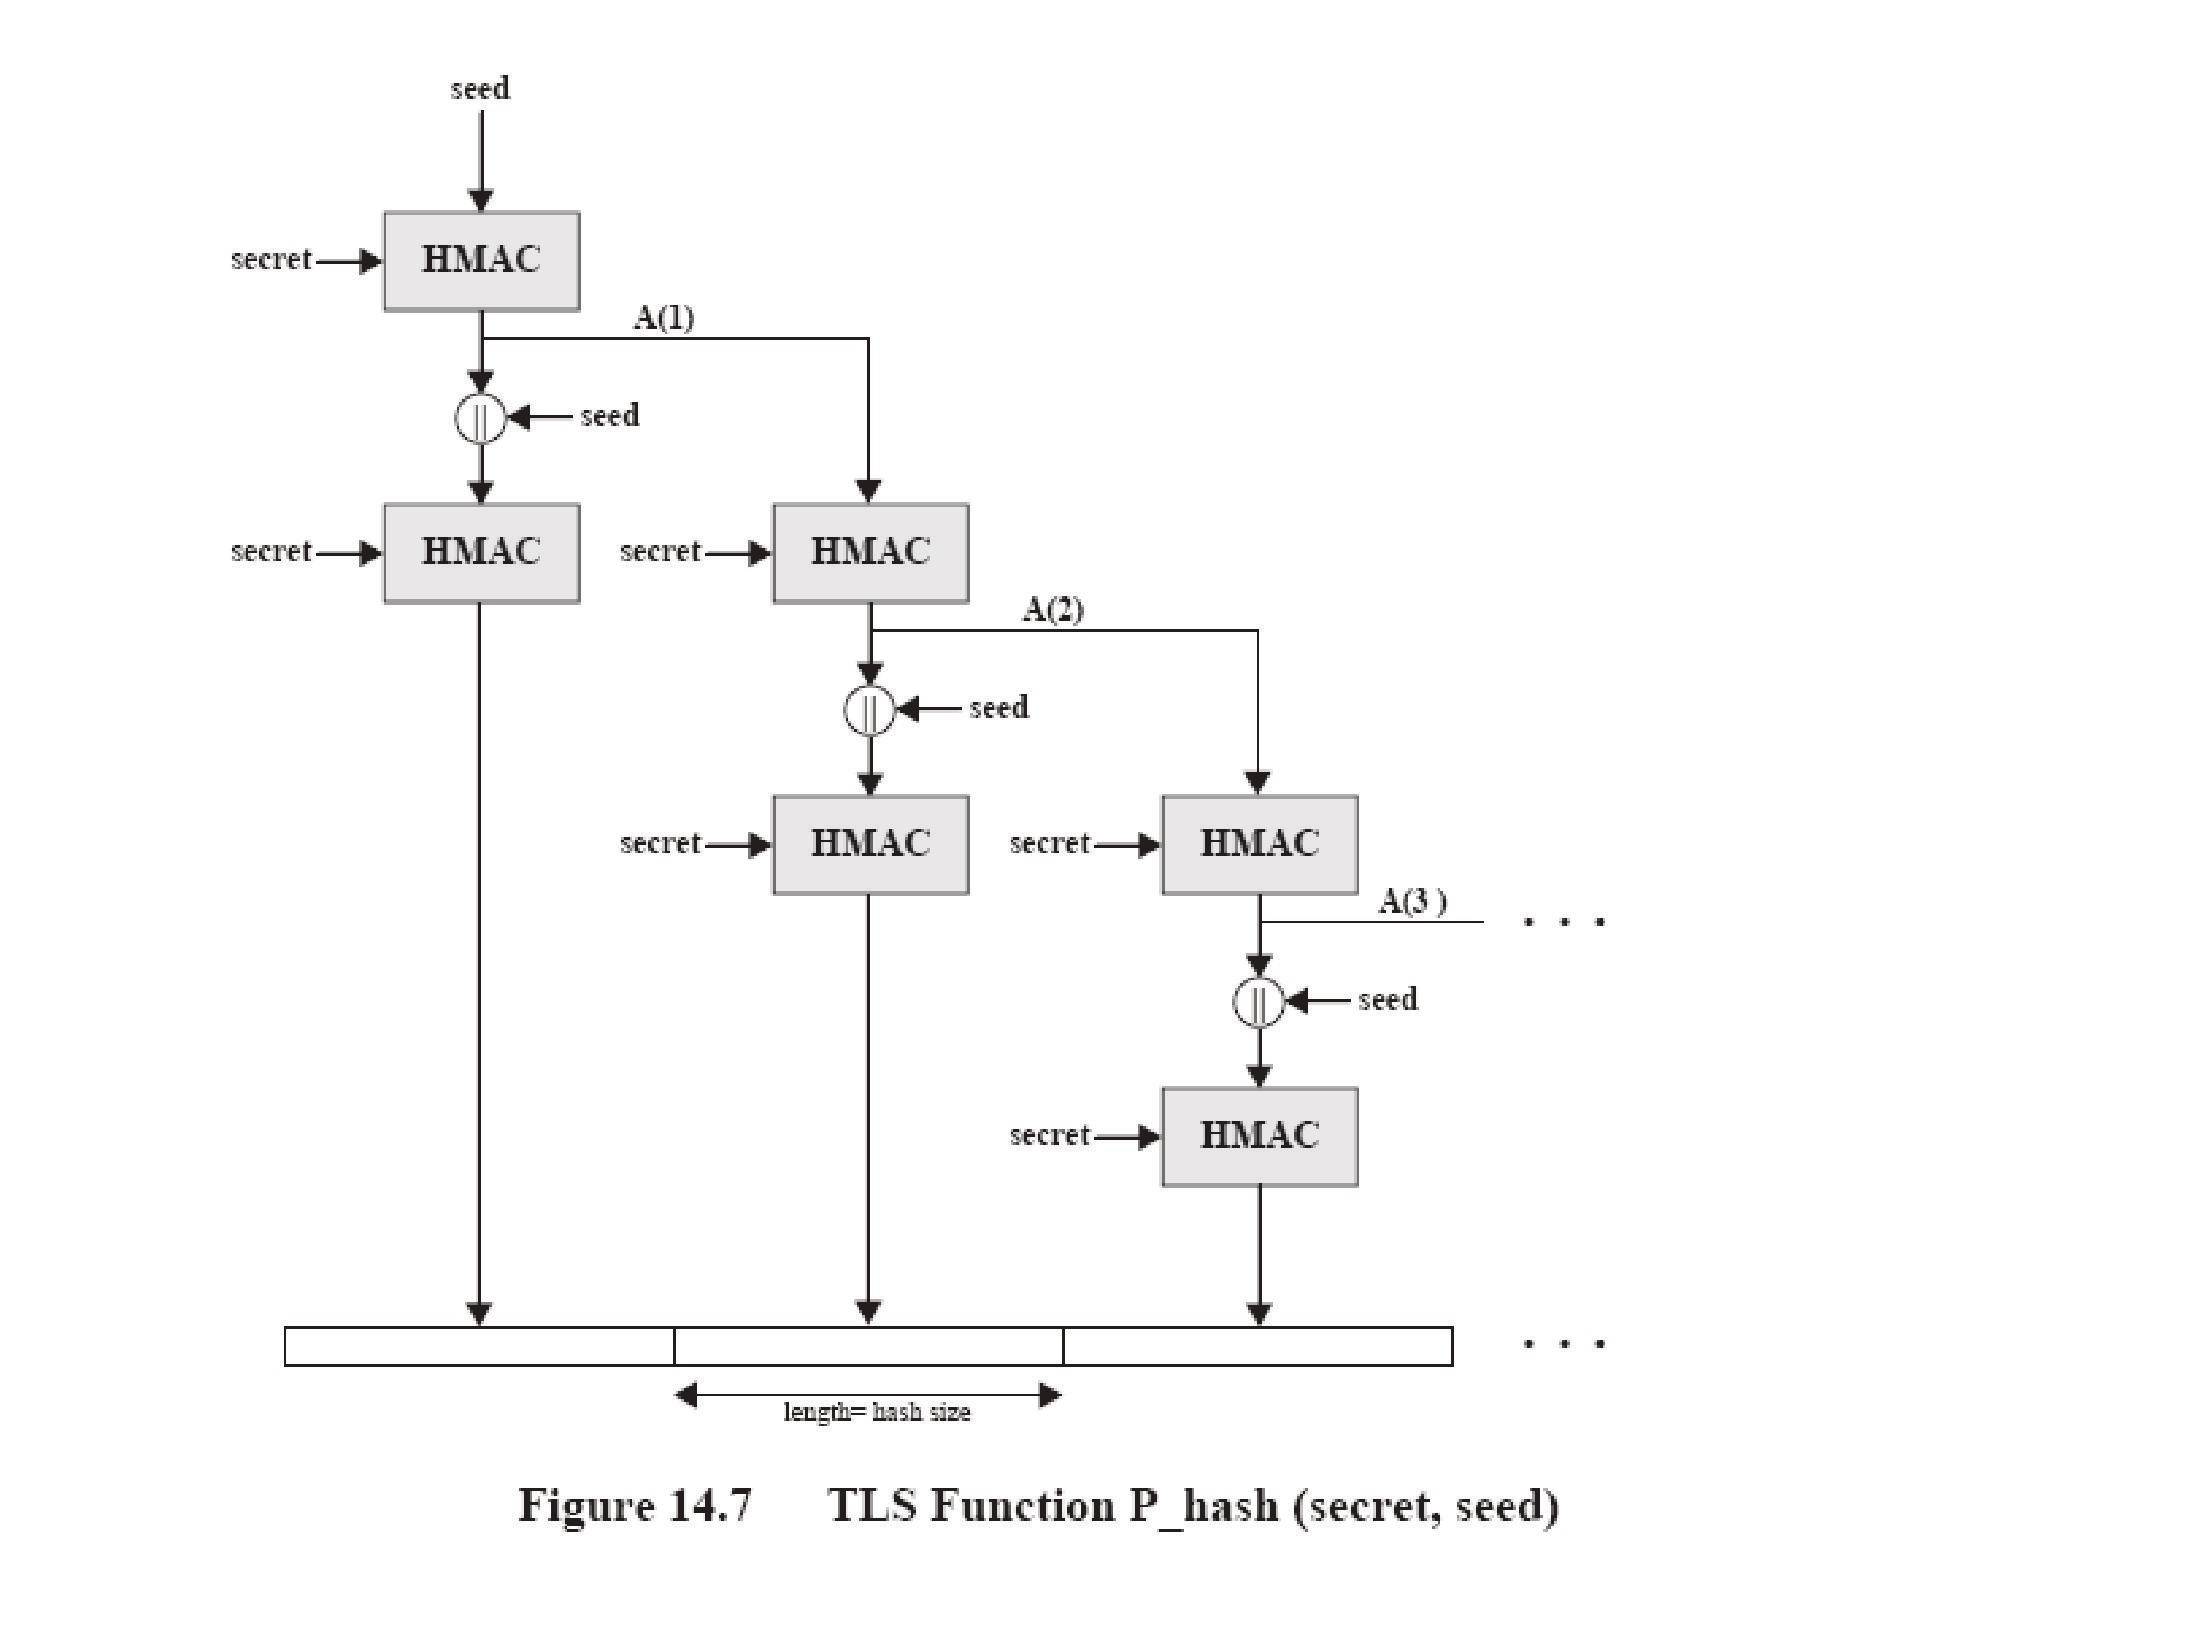 seed
secret
HMAC
A(1)
||
seed
secret
HMAC
secret
HMAC
A(2)
||
seed
secret
HMAC
secret
HMAC
A(3 )
. . .
||
seed
secret
HMAC
. . .
length= hash size
Figure 14.7 TLS Function P_hash (secret, seed)